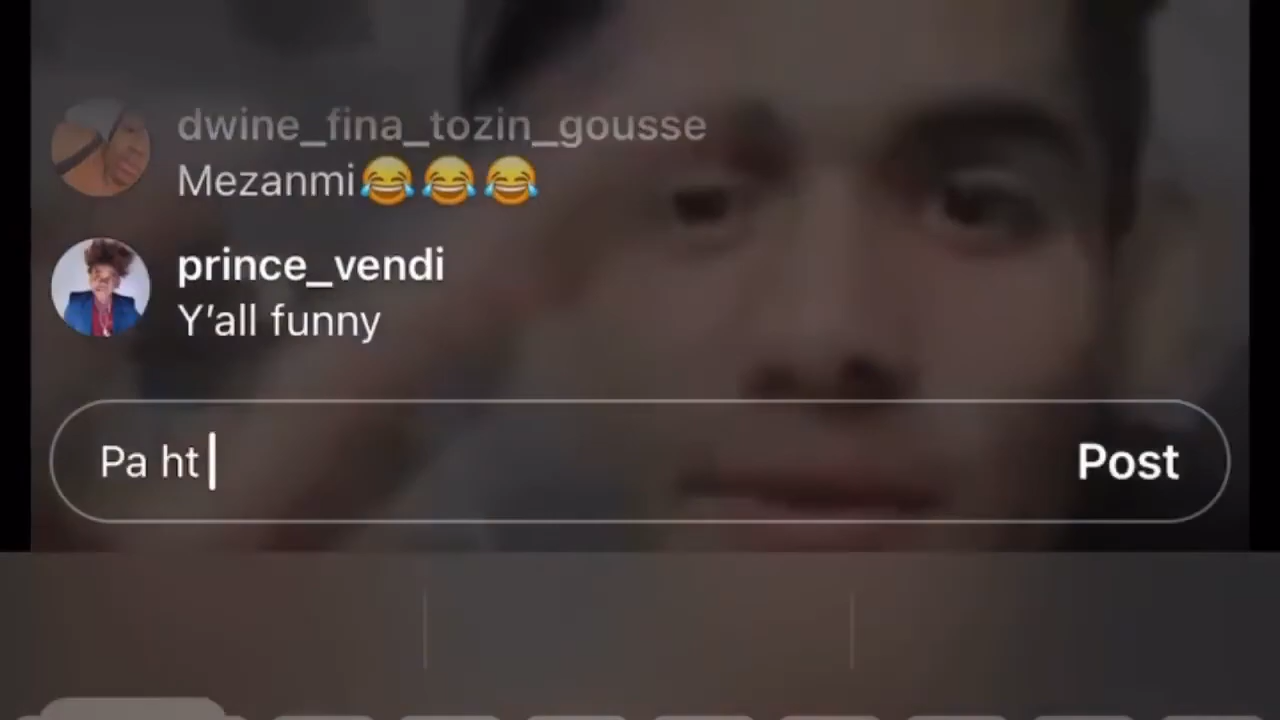 dwine_fina_tozin_gousse
Mezanmi😂😂😂
prince_vendi
Y’all funny
Pa ht
Post